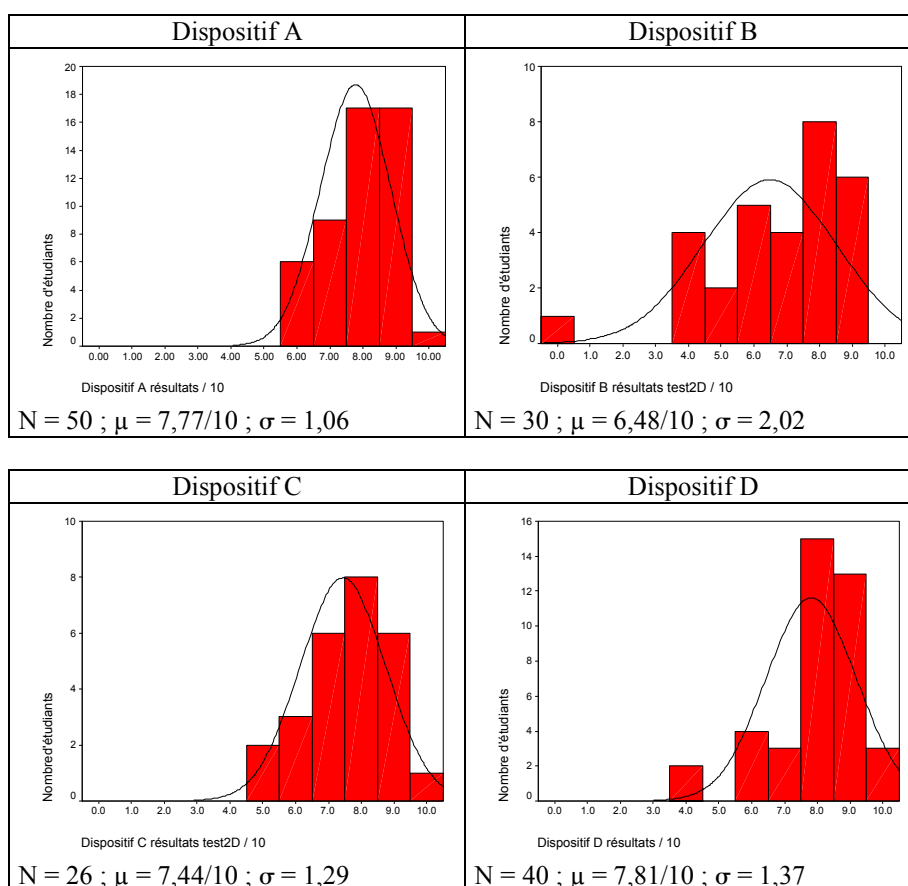 Dispositif A
20
18
16
14
12
10
8
6
4
2
0
Nombre d'étudiants
0.00 1.00 2.00 3.00 4.00 5.00 6.00 7.00 8.00 9.00 10.00
Dispositif A résultats / 10
N = 50 ; μ = 7,77/10 ; σ = 1,06
Dispositif B
10
8
6
4
2
0
Nombre d'étudiants
0.0 1.0 2.0 3.0 4.0 5.0 6.0 7.0 8.0 9.0 10.0
Dispositif B résultats test2D / 10
N = 30 ; μ = 6,48/10 ; σ = 2,02
Dispositif C
10
8
6
4
2
0
Nombre d'étudiants
0.0 1.0 2.0 3.0 4.0 5.0 6.0 7.0 8.0 9.0 10.0
Dispositif C résultats test2D / 10
N = 26 ; μ = 7,44/10 ; σ = 1,29
Dispositif D
16
14
12
10
8
6
4
2
0
Nombre d'étudiants
0.0 1.0 2.0 3.0 4.0 5.0 6.0 7.0 8.0 9.0 10.0
Dispositif D résultats / 10
N = 40 ; μ = 7,81/10 ; σ = 1,37